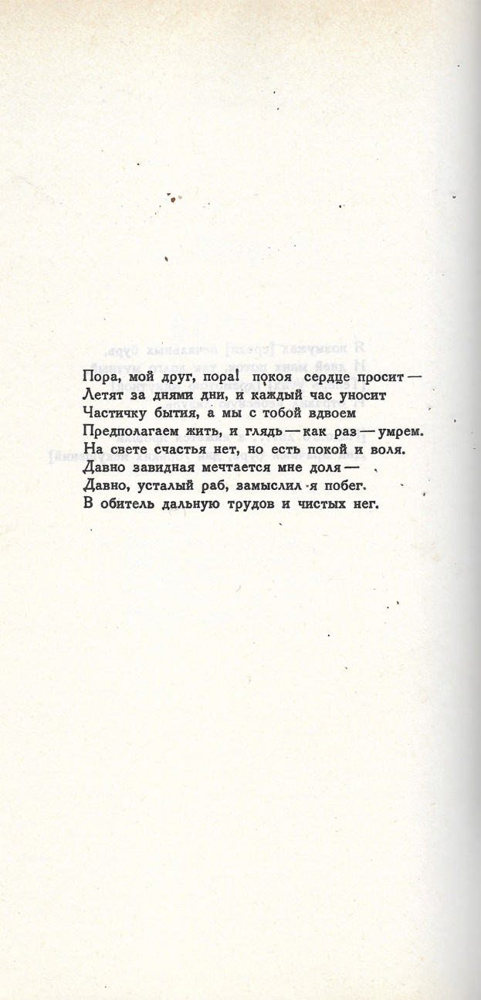 Пора, мой друг, пора! покоя сердце просит —
Летят за днями дни, и каждый час уносит
Частичку бытия, а мы с тобой вдвоем
Предполагаем жить, и глядь — как раз — умрем.
На свете счастья нет, но есть покой и воля.
Давно завидная мечтается мне доля —
Давно, усталый раб, замыслил я побег.
В обитель дальную трудов и чистых нег.